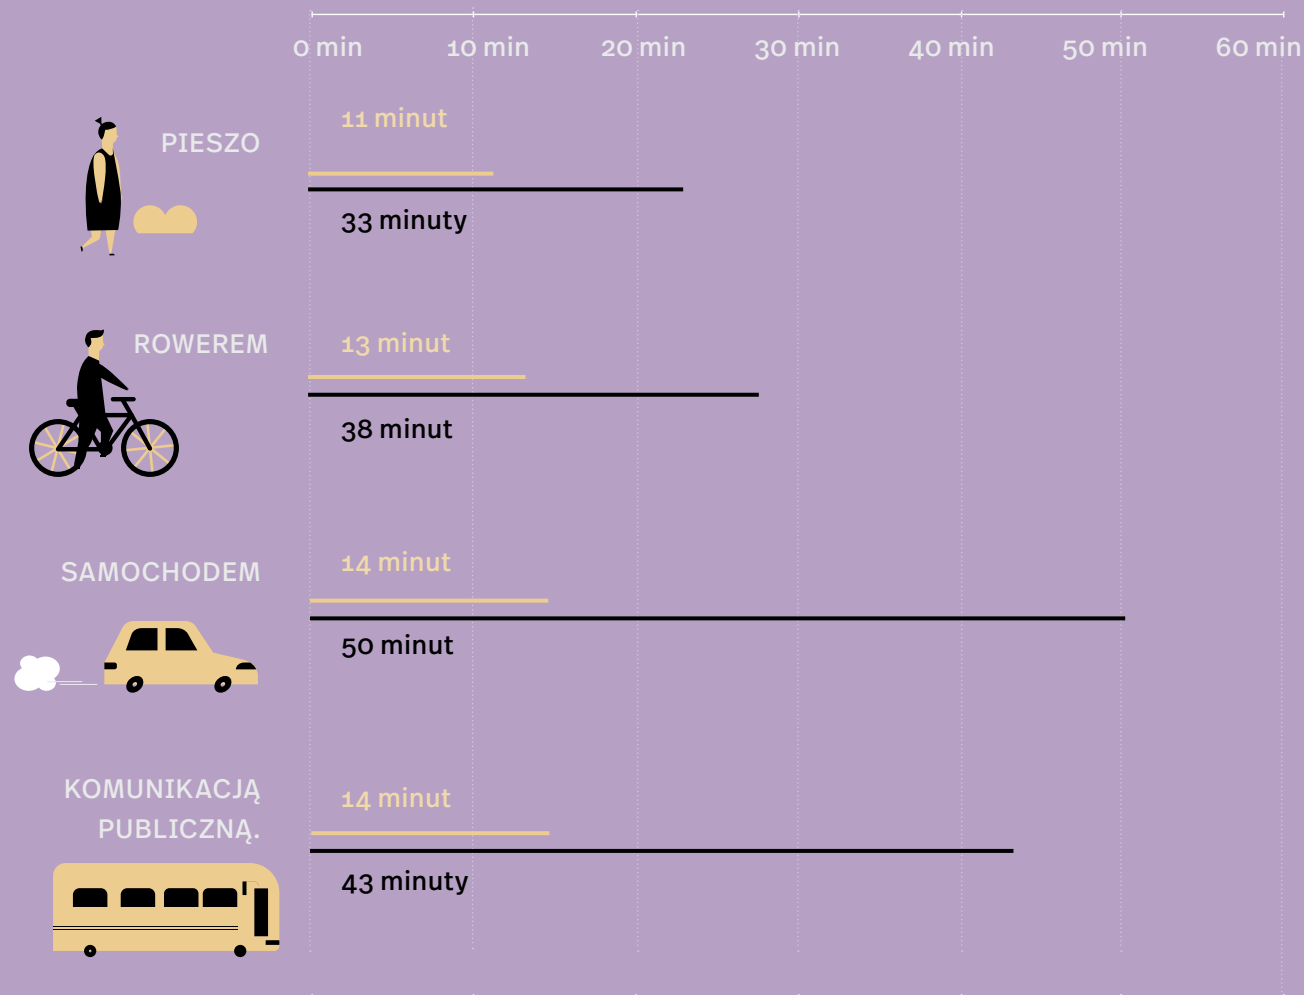 0 min 10 min 20 min 30 min 40 min 50 min 60 min
11 minut
PIESZO
33 minuty
ROWEREM
13 minut
38 minut
14 minut
SAMOCHODEM
50 minut
KOMUNIKACJĄ
14 minut
PUBLICZNĄ.
43 minuty